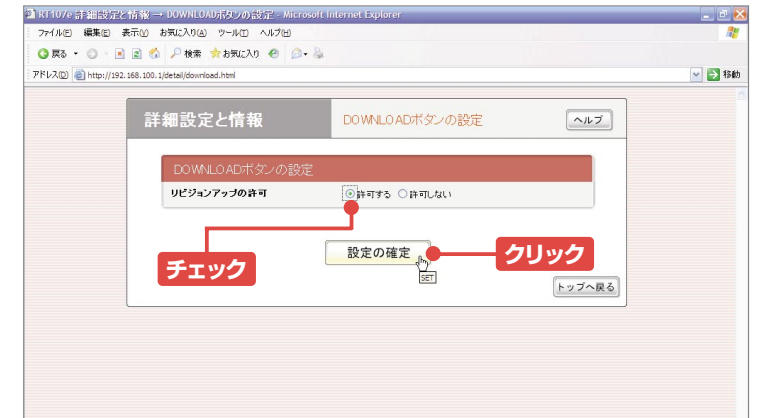 RT107e 詳細設定と情報 → DOWNLOADボタンの設定 - Microsoft Internet Explorer
ファイル(F) 編集(E) 表示(V) お気に入り(A) ツール(T) ヘルプ(H)
戻る 検索 お気に入り
アドレス(D) http://192.168.100.1/detail/download.html 移動
詳細設定と情報 DOWNLOADボタンの設定 ヘルプ
DOWNLOADボタンの設定
リビジョンアップの許可 許可する 許可しない
チェック 設定の確定 クリック
SET
トップへ戻る